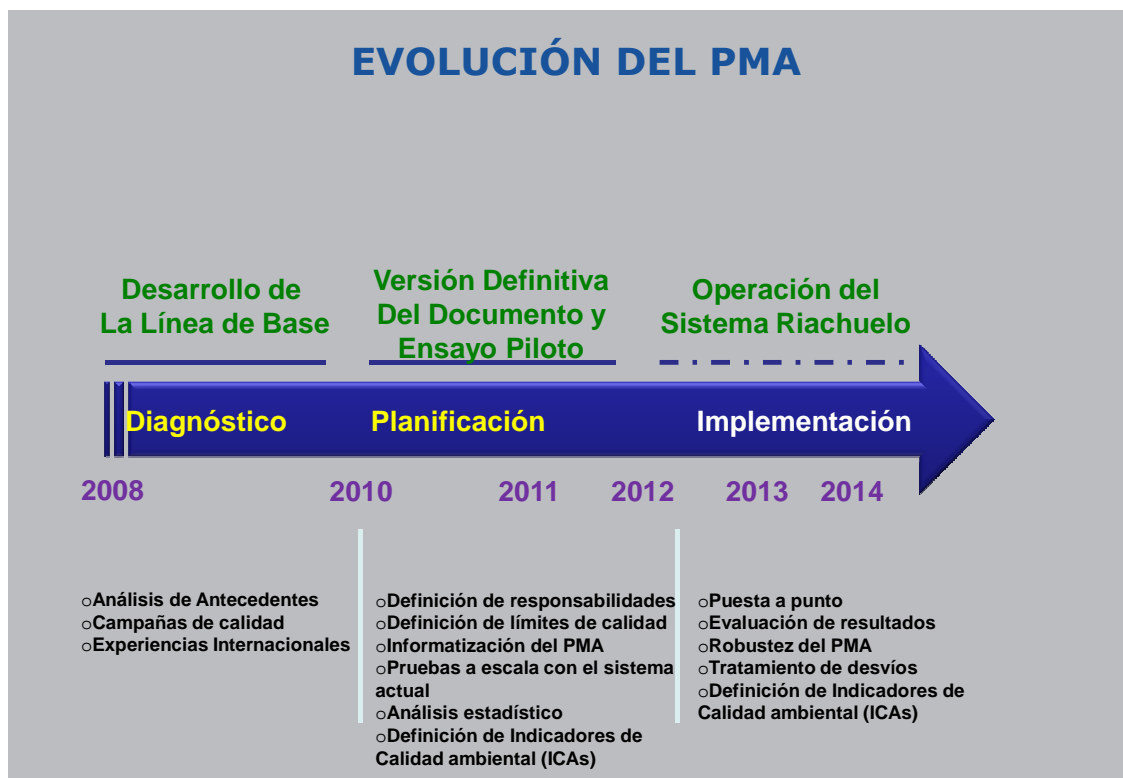 EVOLUCIÓN DEL PMA
Desarrollo de
La Línea de Base
Versión Definitiva
Del Documento y
Ensayo Piloto
Operación del
Sistema Riachuelo
Diagnóstico
Planificación
Implementación
2008
2010
2011
2012
2013
2014
oAnálisis de Antecedentes
oCampañas de calidad
oExperiencias Internacionales
oDefinición de responsabilidades
oDefinición de límites de calidad
oInformatización del PMA
oPruebas a escala con el sistema
actual
oAnálisis estadístico
oDefinición de Indicadores de
Calidad ambiental (ICAs)
oPuesta a punto
oEvaluación de resultados
oRobustez del PMA
oTratamiento de desvíos
oDefinición de Indicadores de
Calidad ambiental (ICAs)